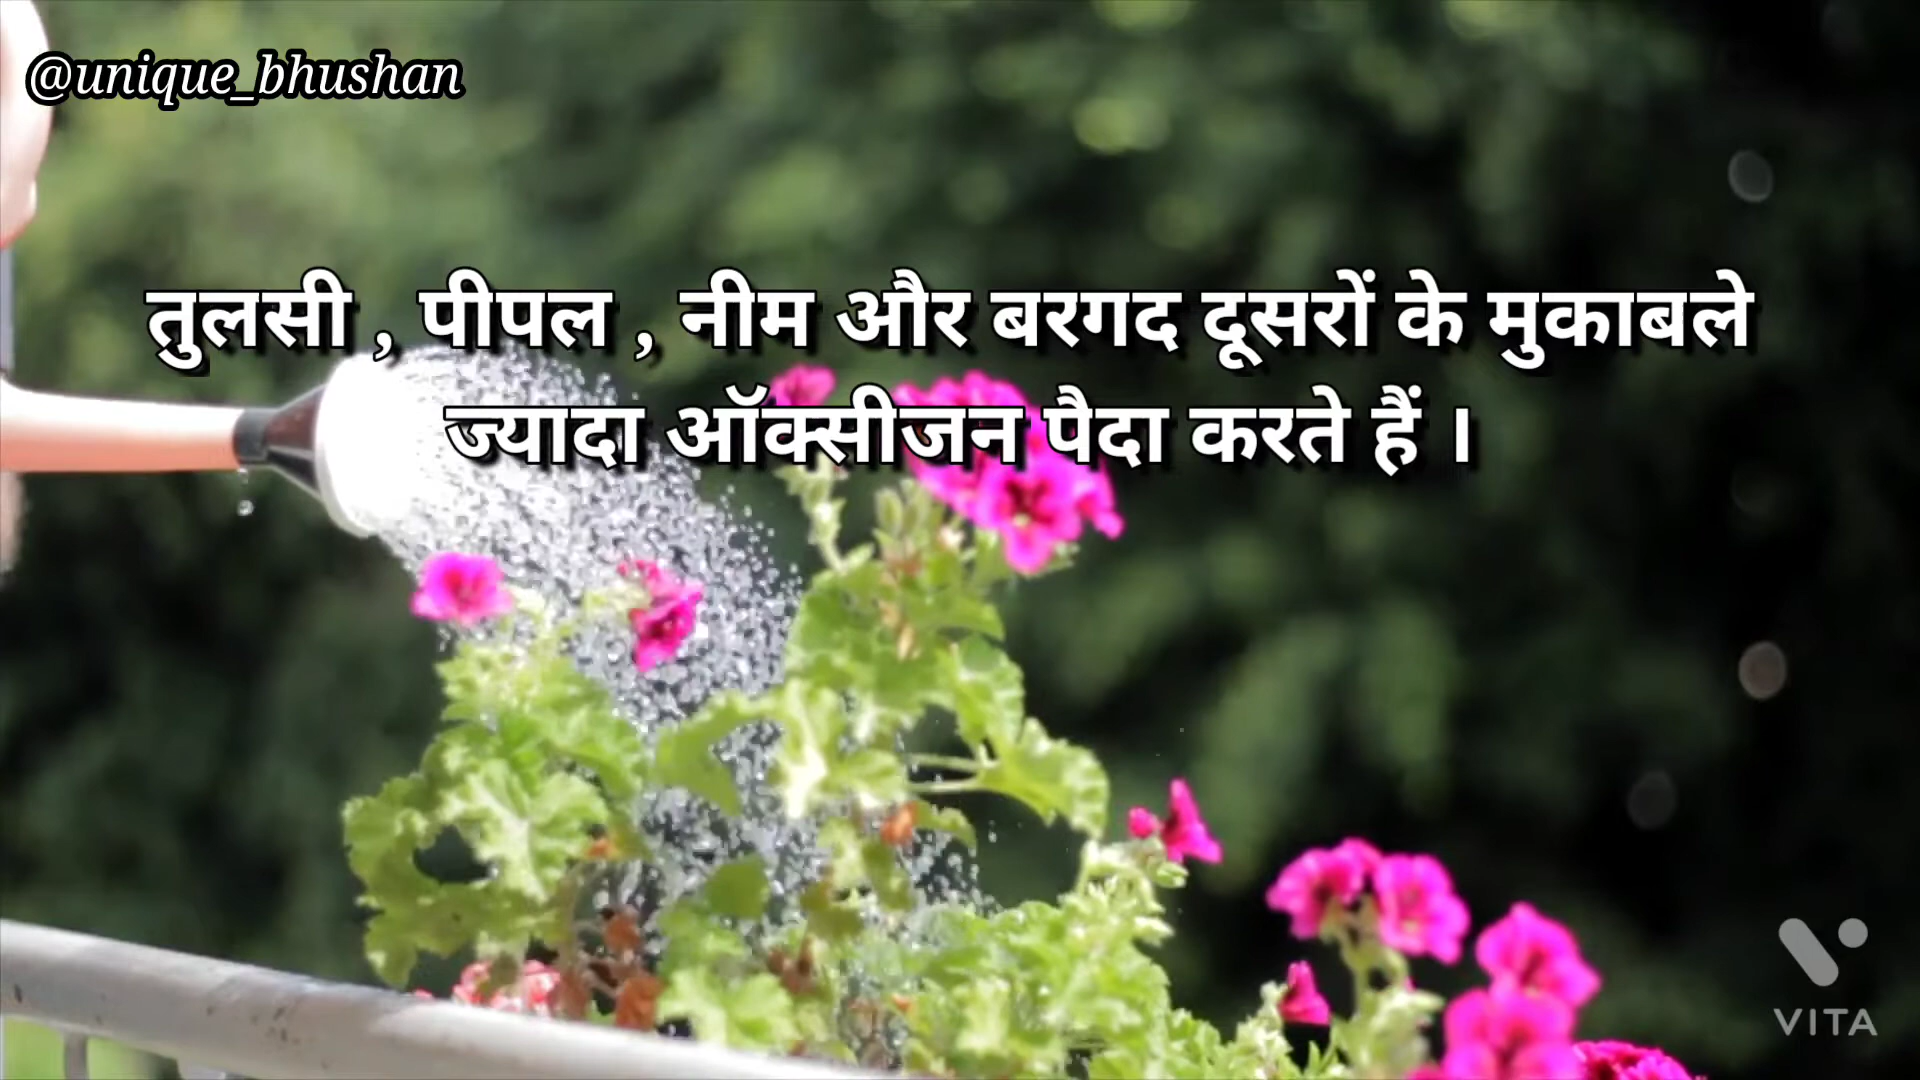 @unique_bhushan
तुलसी , पीपल , नीम और बरगद दूसरों के मुकाबले
ज्यादा ऑक्सीजन पैदा करते हैं ।
VITA